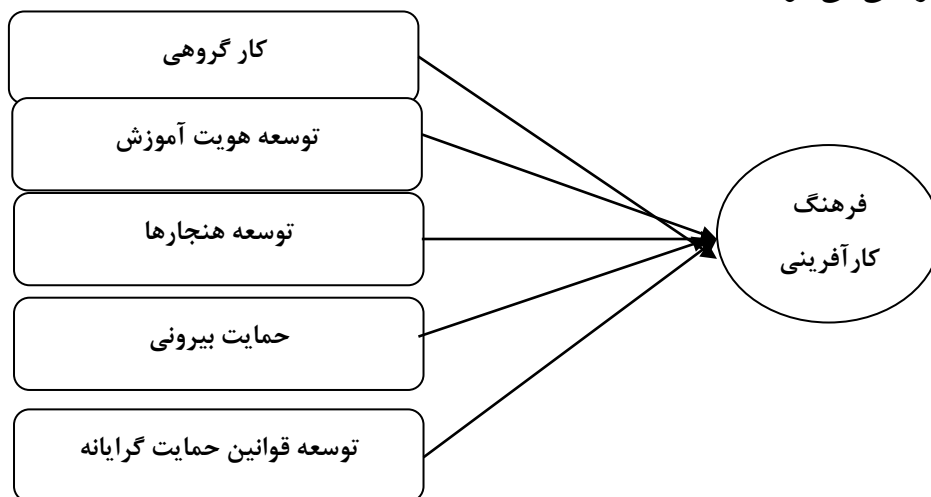 کار گروهی
توسعه هویت آموزش
توسعه هنجارها
حمایت بیرونی
توسعه قوانین حمایت گرایانه
فرهنگ
کارآفرینی